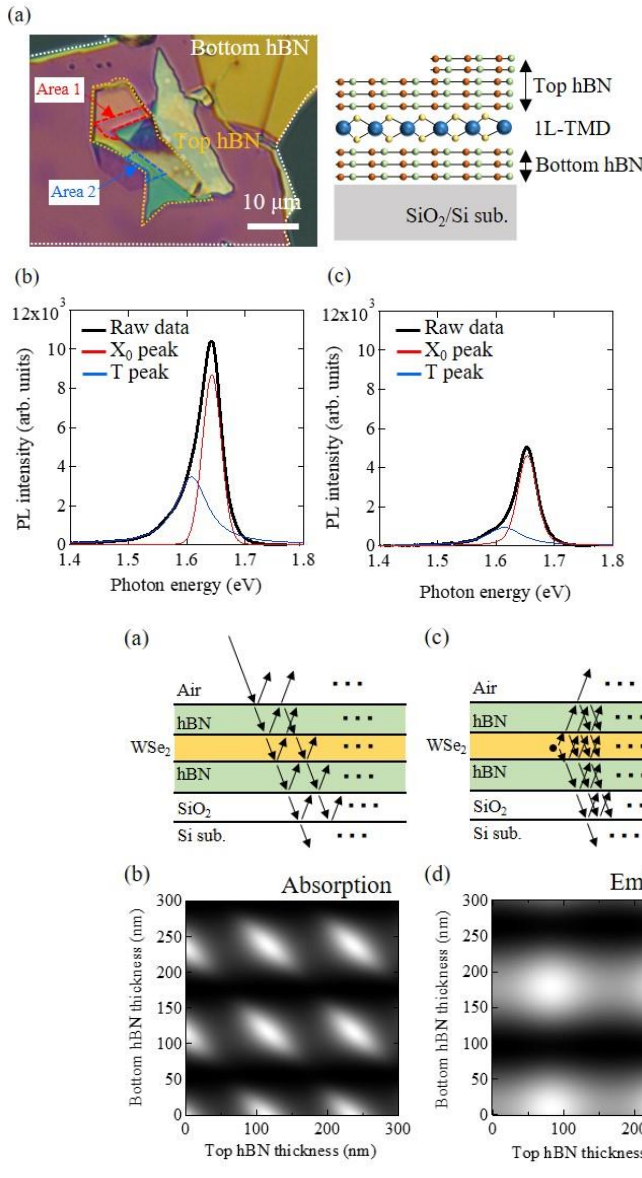 (a)
Bottom hBN
Area 1
Top hBN
Area 2
10 μm
Top hBN
1L-TMD
Bottom hBN
SiO₂/Si sub.
(b)
12x10³
Raw data
X₀ peak
T peak
10
8
6
4
2
0
1.4 1.5 1.6 1.7 1.8
PL intensity (arb. units)
Photon energy (eV)
(c)
12x10³
Raw data
X₀ peak
T peak
10
8
6
4
2
0
1.4 1.5 1.6 1.7 1.8
PL intensity (arb. units)
Photon energy (eV)
(a)
Air
hBN
WSe₂
hBN
SiO₂
Si sub.
(c)
Air
hBN
WSe₂
hBN
SiO₂
Si sub.
(b)
Absorption
300
250
200
150
100
50
0
0 100 200 300
Bottom hBN thickness (nm)
Top hBN thickness (nm)
(d)
Em
300
250
200
150
100
50
0
0 100 200
Bottom hBN thickness (nm)
Top hBN thickness